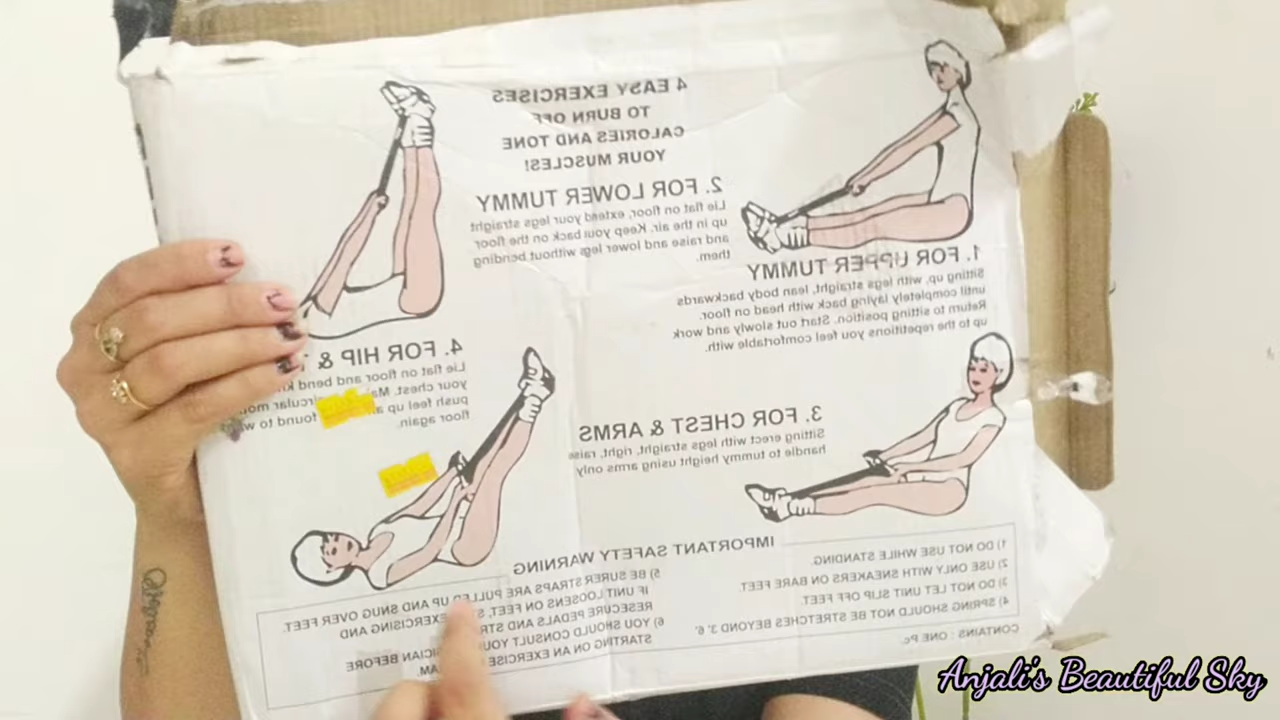 4 EASY EXERCISES
TO BURN OFF
CALORIES AND TONE
YOUR MUSCLES!
1. FOR UPPER TUMMY
Sitting up, with legs straight, lean body backwards
until completely laying back with head on floor.
Return to sitting position. Start out slowly and work
up to the repetitions you feel comfortable with.
2. FOR LOWER TUMMY
Lie flat on floor, extend your legs straight
up in the air. Keep your back on the floor
and raise and lower legs without bending
them.
3. FOR CHEST & ARMS
Sitting erect with legs straight, right, raise
handle to tummy height using arms only
4. FOR HIP &
Lie flat on floor and bend
your chest. circular
push feel up found to
floor again.
IMPORTANT SAFETY WARNING
1) DO NOT USE WHILE STANDING.
2) USE ONLY WITH SNEAKERS ON BARE FEET.
3) DO NOT LET UNIT SLIP OFF FEET.
4) SPRING SHOULD NOT BE STRETCHES BEYOND 3' 6"
CONTAINS : ONE Pc.
5) BE SURER STRAPS ARE PULLED UP AND SNUG OVER FEET.
IF UNIT LOOSENS ON FEET, EXERCISING AND
RESECURE PEDALS AND
6) YOU SHOULD CONSULT BEFORE
STARTING ON AN EXERCISE
Anjali's Beautiful Sky